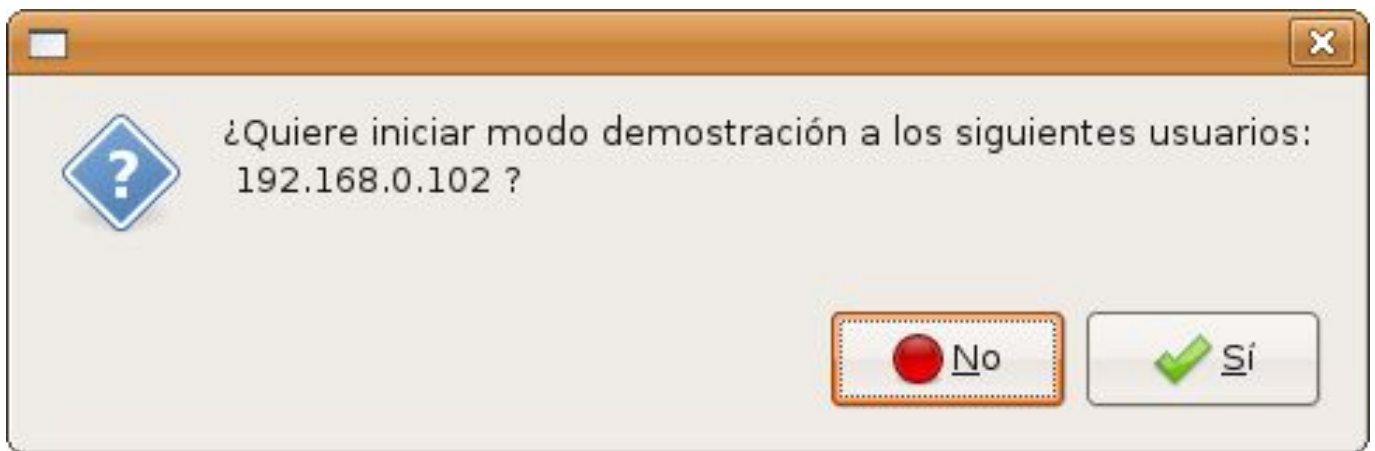 ¿Quiere iniciar modo demostración a los siguientes usuarios:
192.168.0.102 ?
No
Sí